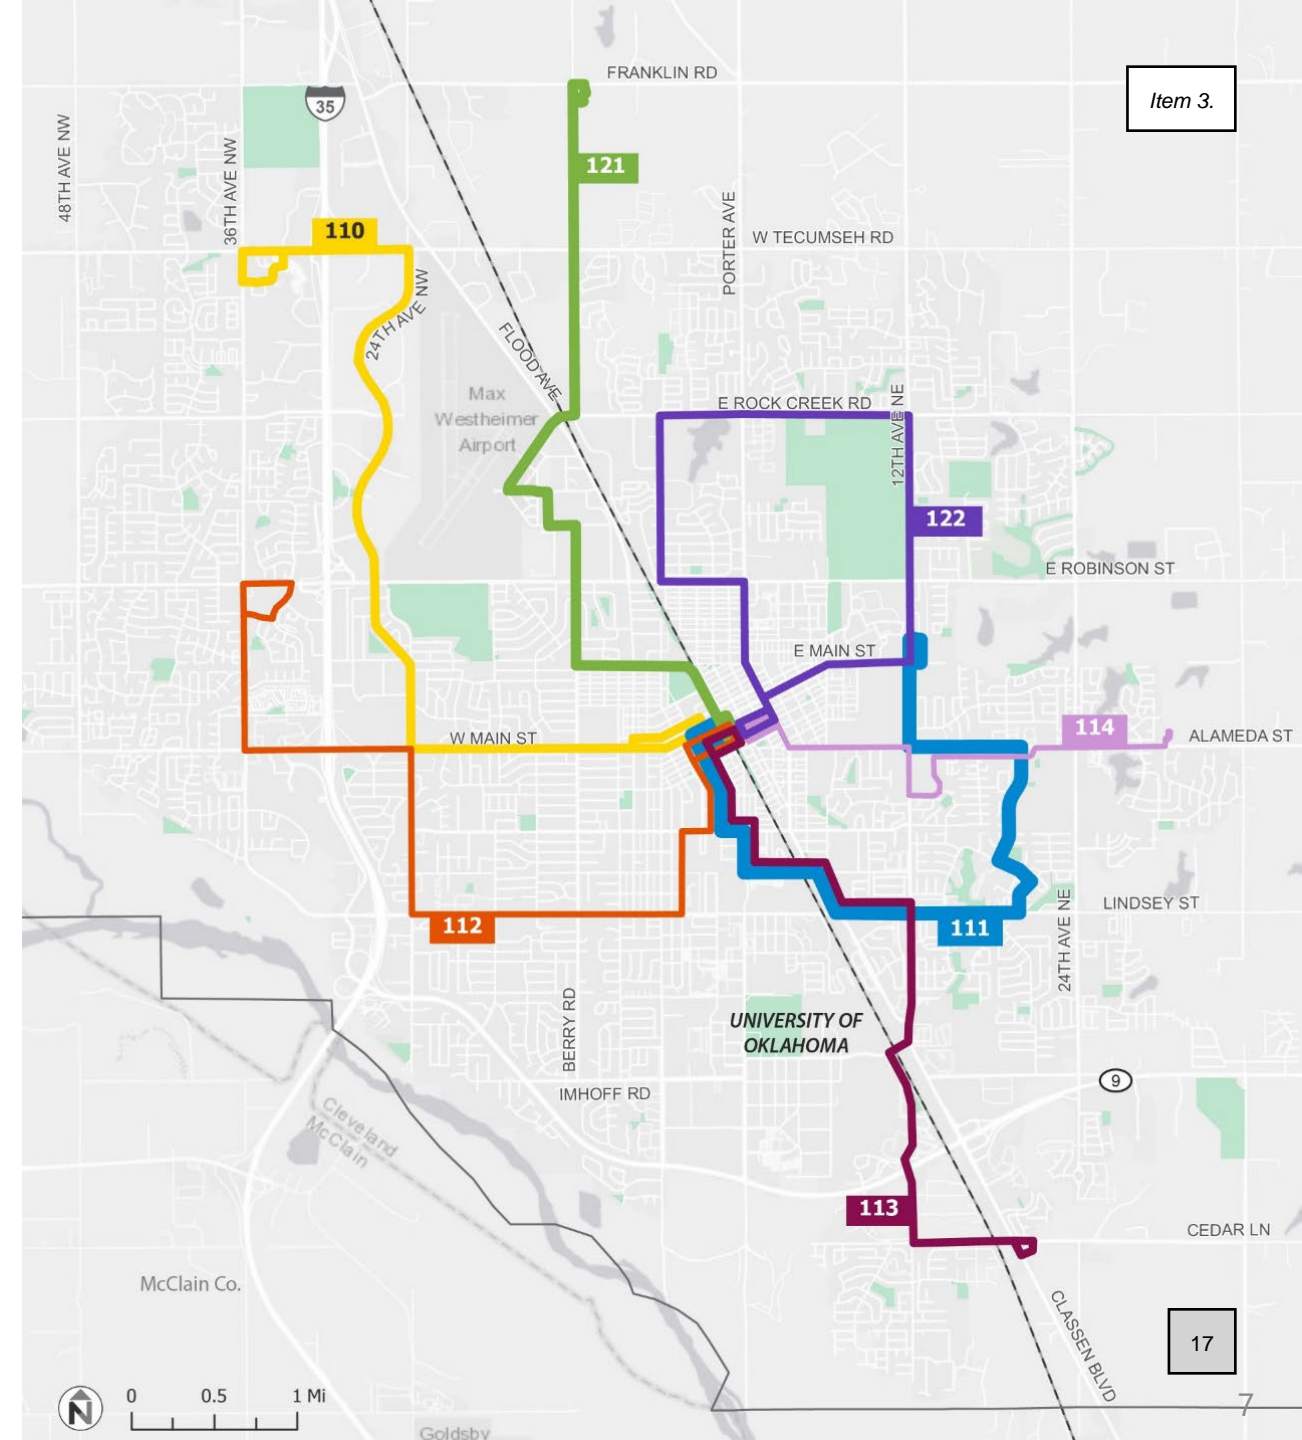 FRANKLIN RD
Item 3.
35
48TH AVE NW
36TH AVE NW
121
PORTER AVE
110
W TECUMSEH RD
24TH AVE NW
FLOOD AVE
Max
Westheimer
Airport
E ROCK CREEK RD
12TH AVE NE
122
E ROBINSON ST
E MAIN ST
W MAIN ST
114
ALAMEDA ST
LINDSEY ST
112
111
24TH AVE NE
BERRY RD
UNIVERSITY OF
OKLAHOMA
9
IMHOFF RD
Cleveland
McClain
113
CEDAR LN
McClain Co.
CLASSEN BLVD
17
N
0 0.5 1 Mi
7
Goldsby